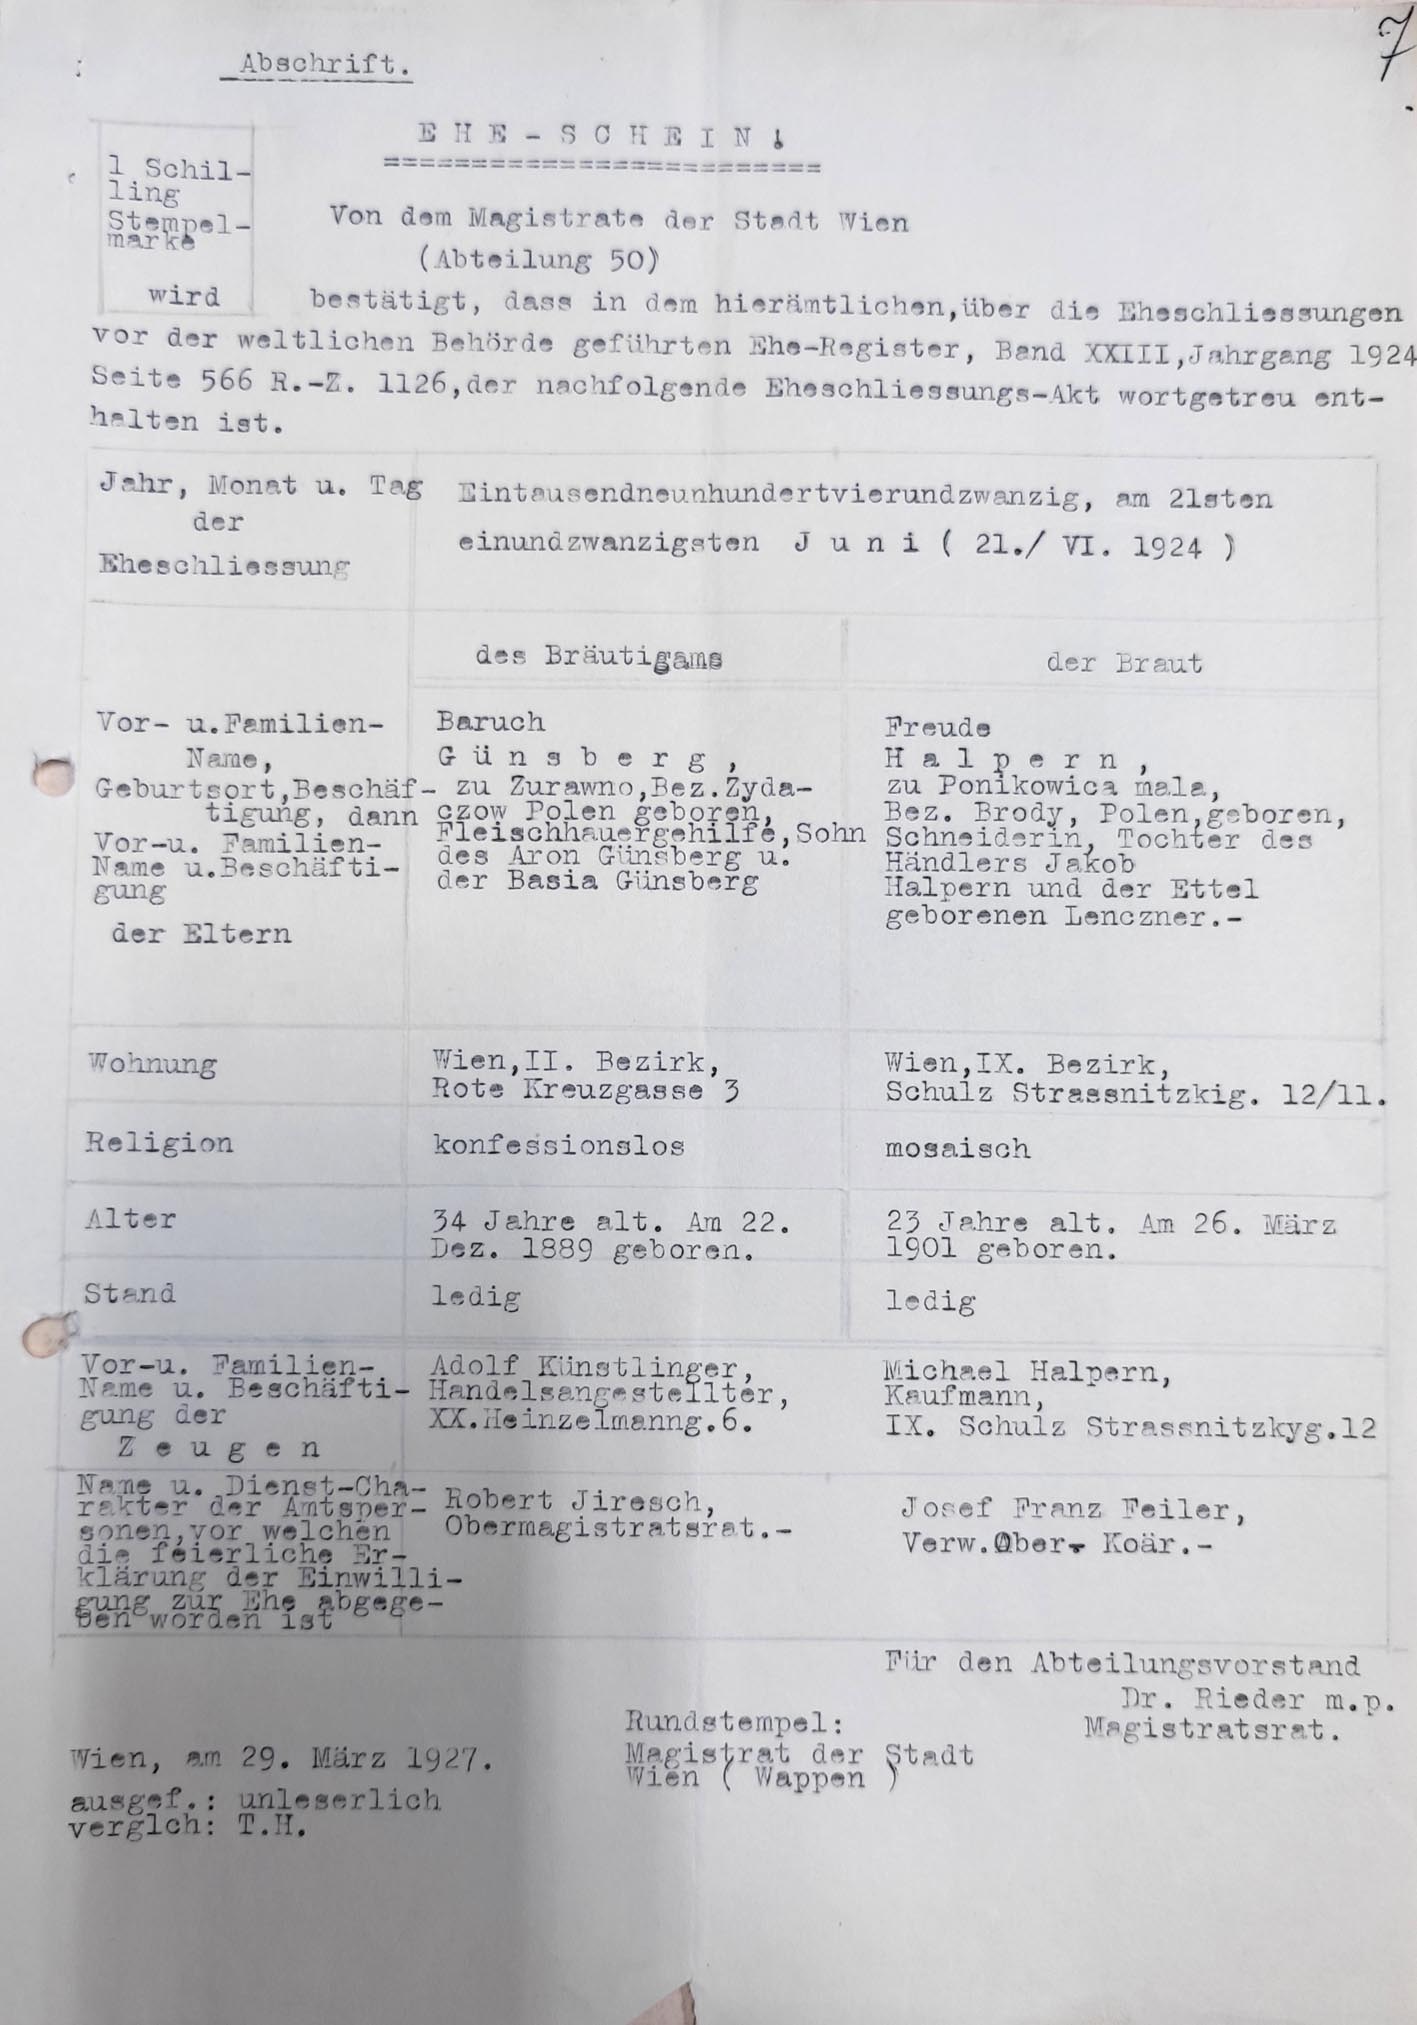 7
Abschrift.
E H E - S C H E I N !
=========================
1 Schil-
ling
Stempel-
marke
Von dem Magistrate der Stadt Wien
(Abteilung 50)
wird bestätigt, dass in dem hierämtlichen,über die Eheschliessungen
vor der weltlichen Behörde geführten Ehe-Register, Band XXIII,Jahrgang 1924
Seite 566 R.-Z. 1126,der nachfolgende Eheschliessungs-Akt wortgetreu ent-
halten ist.
Jahr, Monat u. Tag
der
Eheschliessung
Eintausendneunhundertvierundzwanzig, am 21sten
einundzwanzigsten J u n i ( 21./ VI. 1924 )
des Bräutigams
der Braut
Vor- u.Familien-
Name,
Geburtsort,Beschäf-
tigung, dann
Vor-u. Familien-
Name u.Beschäfti-
gung
der Eltern
Baruch
G ü n s b e r g ,
zu Zurawno,Bez.Zyda-
czow Polen geboren,
Fleischhauergehilfe,Sohn
des Aron Günsberg u.
der Basia Günsberg
Freude
H a l p e r n ,
zu Ponikowica mala,
Bez. Brody, Polen,geboren,
Schneiderin, Tochter des
Händlers Jakob
Halpern und der Ettel
geborenen Lenczner.-
Wohnung
Wien,II. Bezirk,
Rote Kreuzgasse 3
Wien,IX. Bezirk,
Schulz Strassnitzkig. 12/11.
Religion
konfessionslos
mosaisch
Alter
34 Jahre alt. Am 22.
Dez. 1889 geboren.
23 Jahre alt. Am 26. März
1901 geboren.
Stand
ledig
ledig
Vor-u. Familien-
Name u. Beschäfti-
gung der
Z e u g e n
Adolf Künstlinger,
Handelsangestellter,
XX.Heinzelmanng.6.
Michael Halpern,
Kaufmann,
IX. Schulz Strassnitzkyg.12
Name u. Dienst-Cha-
rakter der Amtsper-
sonen,vor welchen
die feierliche Er-
klärung der Einwilli-
gung zur Ehe abgege-
ben worden ist
Robert Jiresch,
Obermagistratsrat.-
Josef Franz Feiler,
Verw.Ober- Koär.-
Für den Abteilungsvorstand
Dr. Rieder m.p.
Magistratsrat.
Rundstempel:
Magistrat der Stadt
Wien ( Wappen )
Wien, am 29. März 1927.
ausgef.: unleserlich
verglch: T.H.